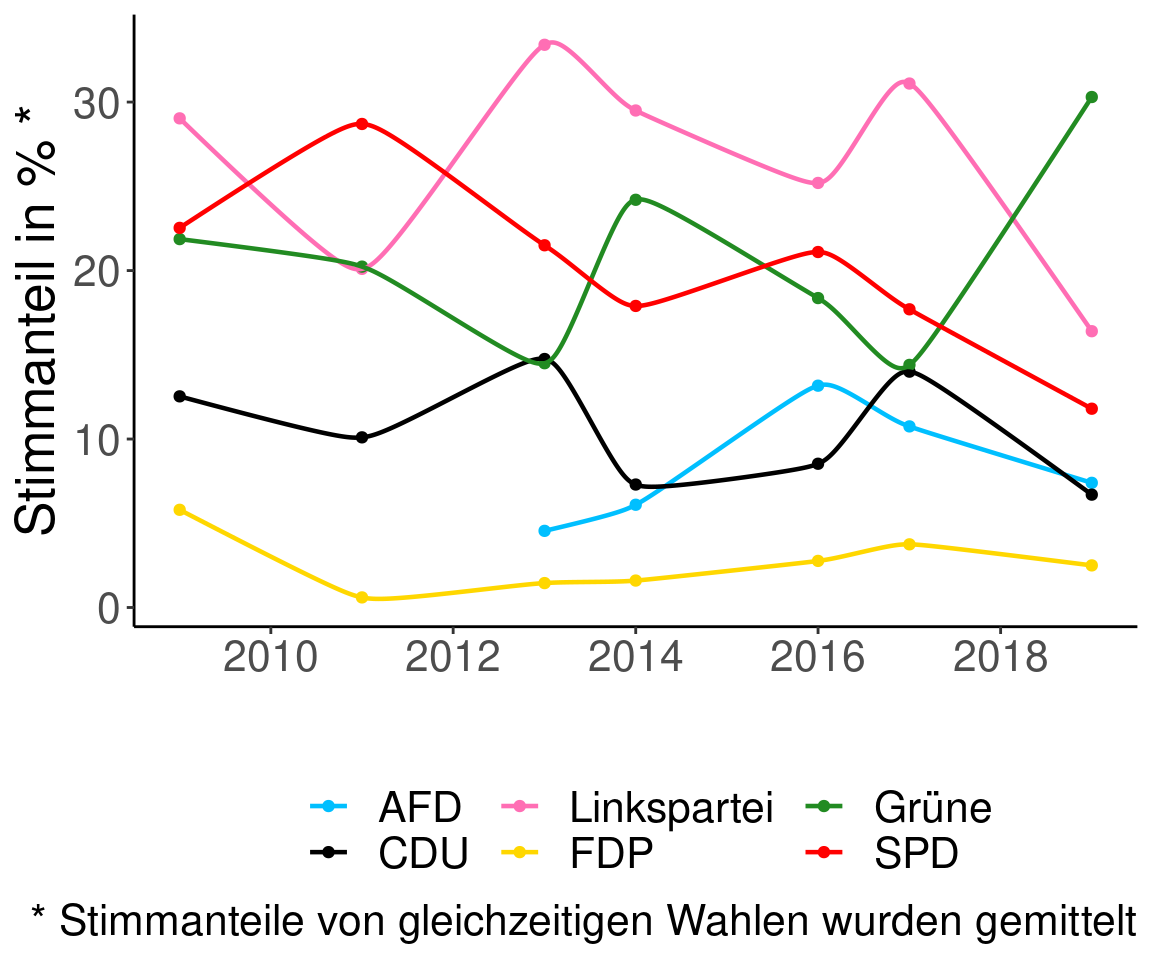 Stimmanteil in % *
30
20
10
0
2010 2012 2014 2016 2018
AFD Linkspartei Grüne
CDU FDP SPD
* Stimmanteile von gleichzeitigen Wahlen wurden gemittelt